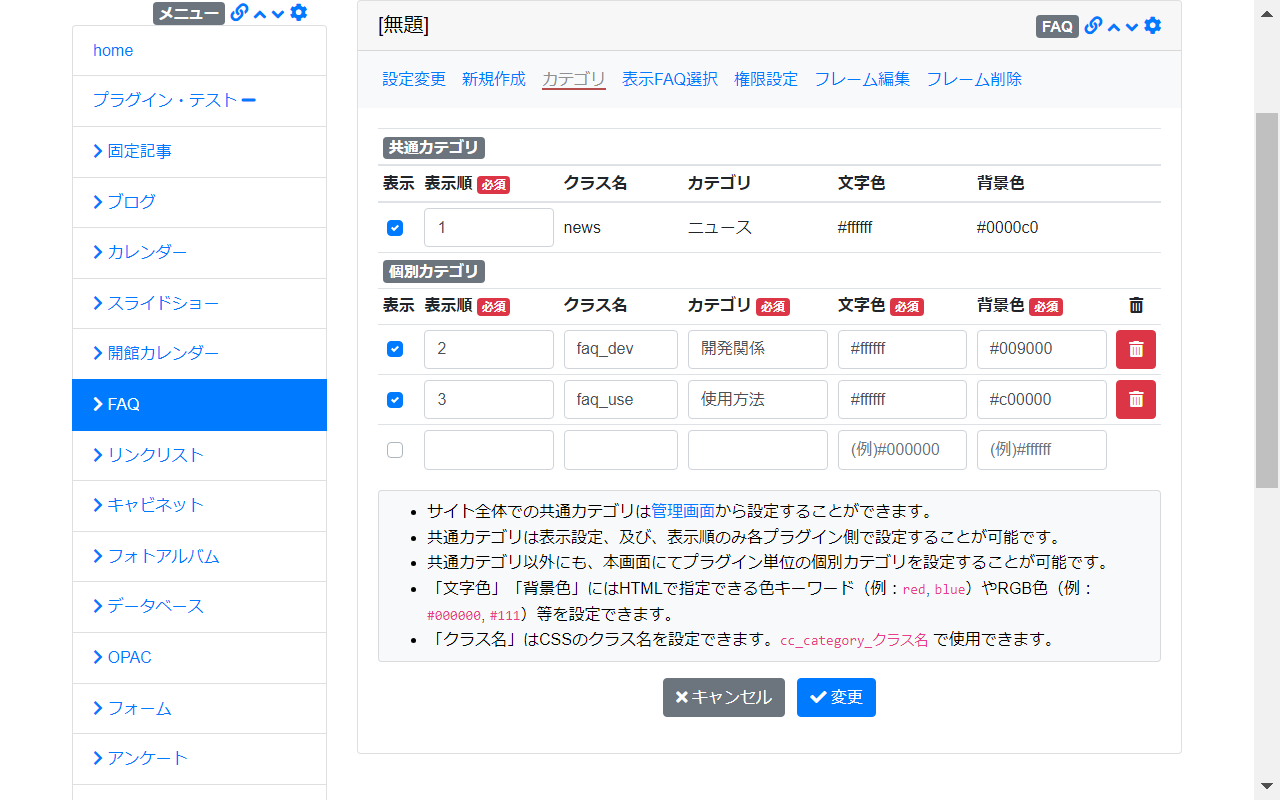 メニュー
home
プラグイン・テスト
固定記事
ブログ
カレンダー
スライドショー
開館カレンダー
FAQ
リンクリスト
キャビネット
フォトアルバム
データベース
OPAC
フォーム
アンケート
[無題]
FAQ
設定変更 新規作成 カテゴリ 表示FAQ選択 権限設定 フレーム編集 フレーム削除
共通カテゴリ
表示 表示順 必須 クラス名 カテゴリ 文字色 背景色
1 news ニュース #ffffff #0000c0
個別カテゴリ
表示 表示順 必須 クラス名 カテゴリ 必須 文字色 必須 背景色 必須
2 faq_dev 開発関係 #ffffff #009000
3 faq_use 使用方法 #ffffff #c00000
(例)#000000 (例)#ffffff
サイト全体での共通カテゴリは管理画面から設定することができます。
共通カテゴリは表示設定、及び、表示順のみ各プラグイン側で設定することが可能です。
共通カテゴリ以外にも、本画面にてプラグイン単位の個別カテゴリを設定することが可能です。
「文字色」「背景色」にはHTMLで指定できる色キーワード（例：red, blue）やRGB色（例：
#000000, #111）等を設定できます。
「クラス名」はCSSのクラス名を設定できます。cc_category_クラス名 で使用できます。
キャンセル 変更